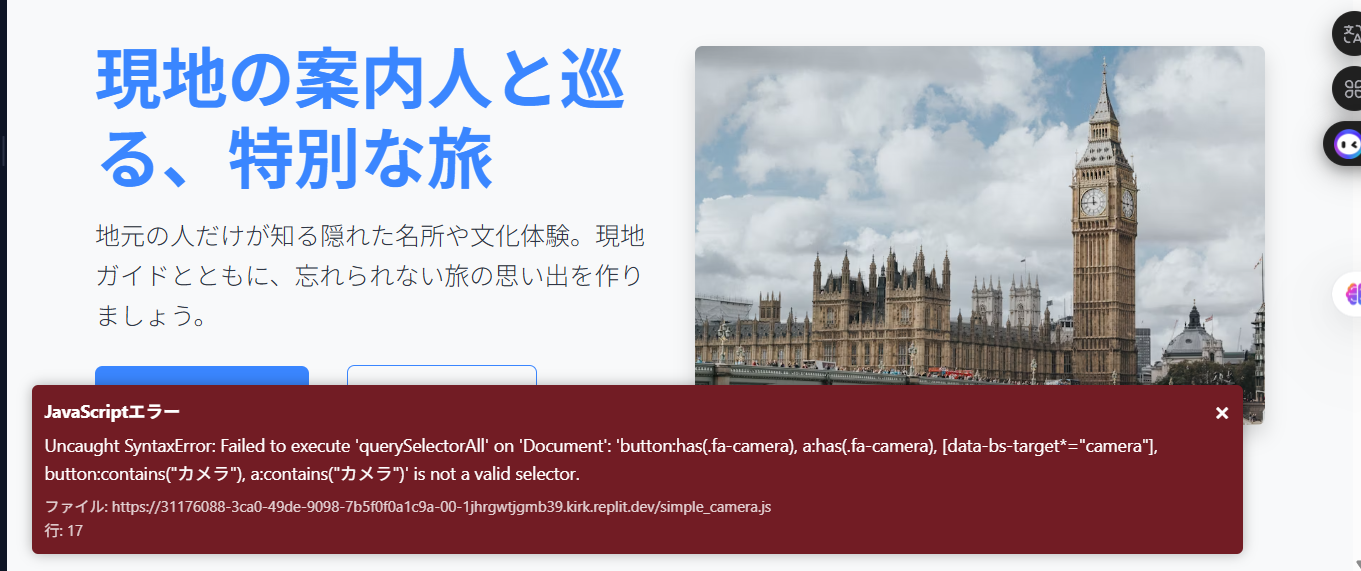 現地の案内人と巡
る、特別な旅
地元の人だけが知る隠れた名所や文化体験。現地
ガイドとともに、忘れられない旅の思い出を作り
ましょう。
JavaScriptエラー
Uncaught SyntaxError: Failed to execute 'querySelectorAll' on 'Document': 'button:has(.fa-camera), a:has(.fa-camera), [data-bs-target*="camera"],
button:contains("カメラ"), a:contains("カメラ")' is not a valid selector.
ファイル: https://31176088-3ca0-49de-9098-7b5f0f0a1c9a-00-1jhrgwtjgmb39.kirk.replit.dev/simple_camera.js
行: 17